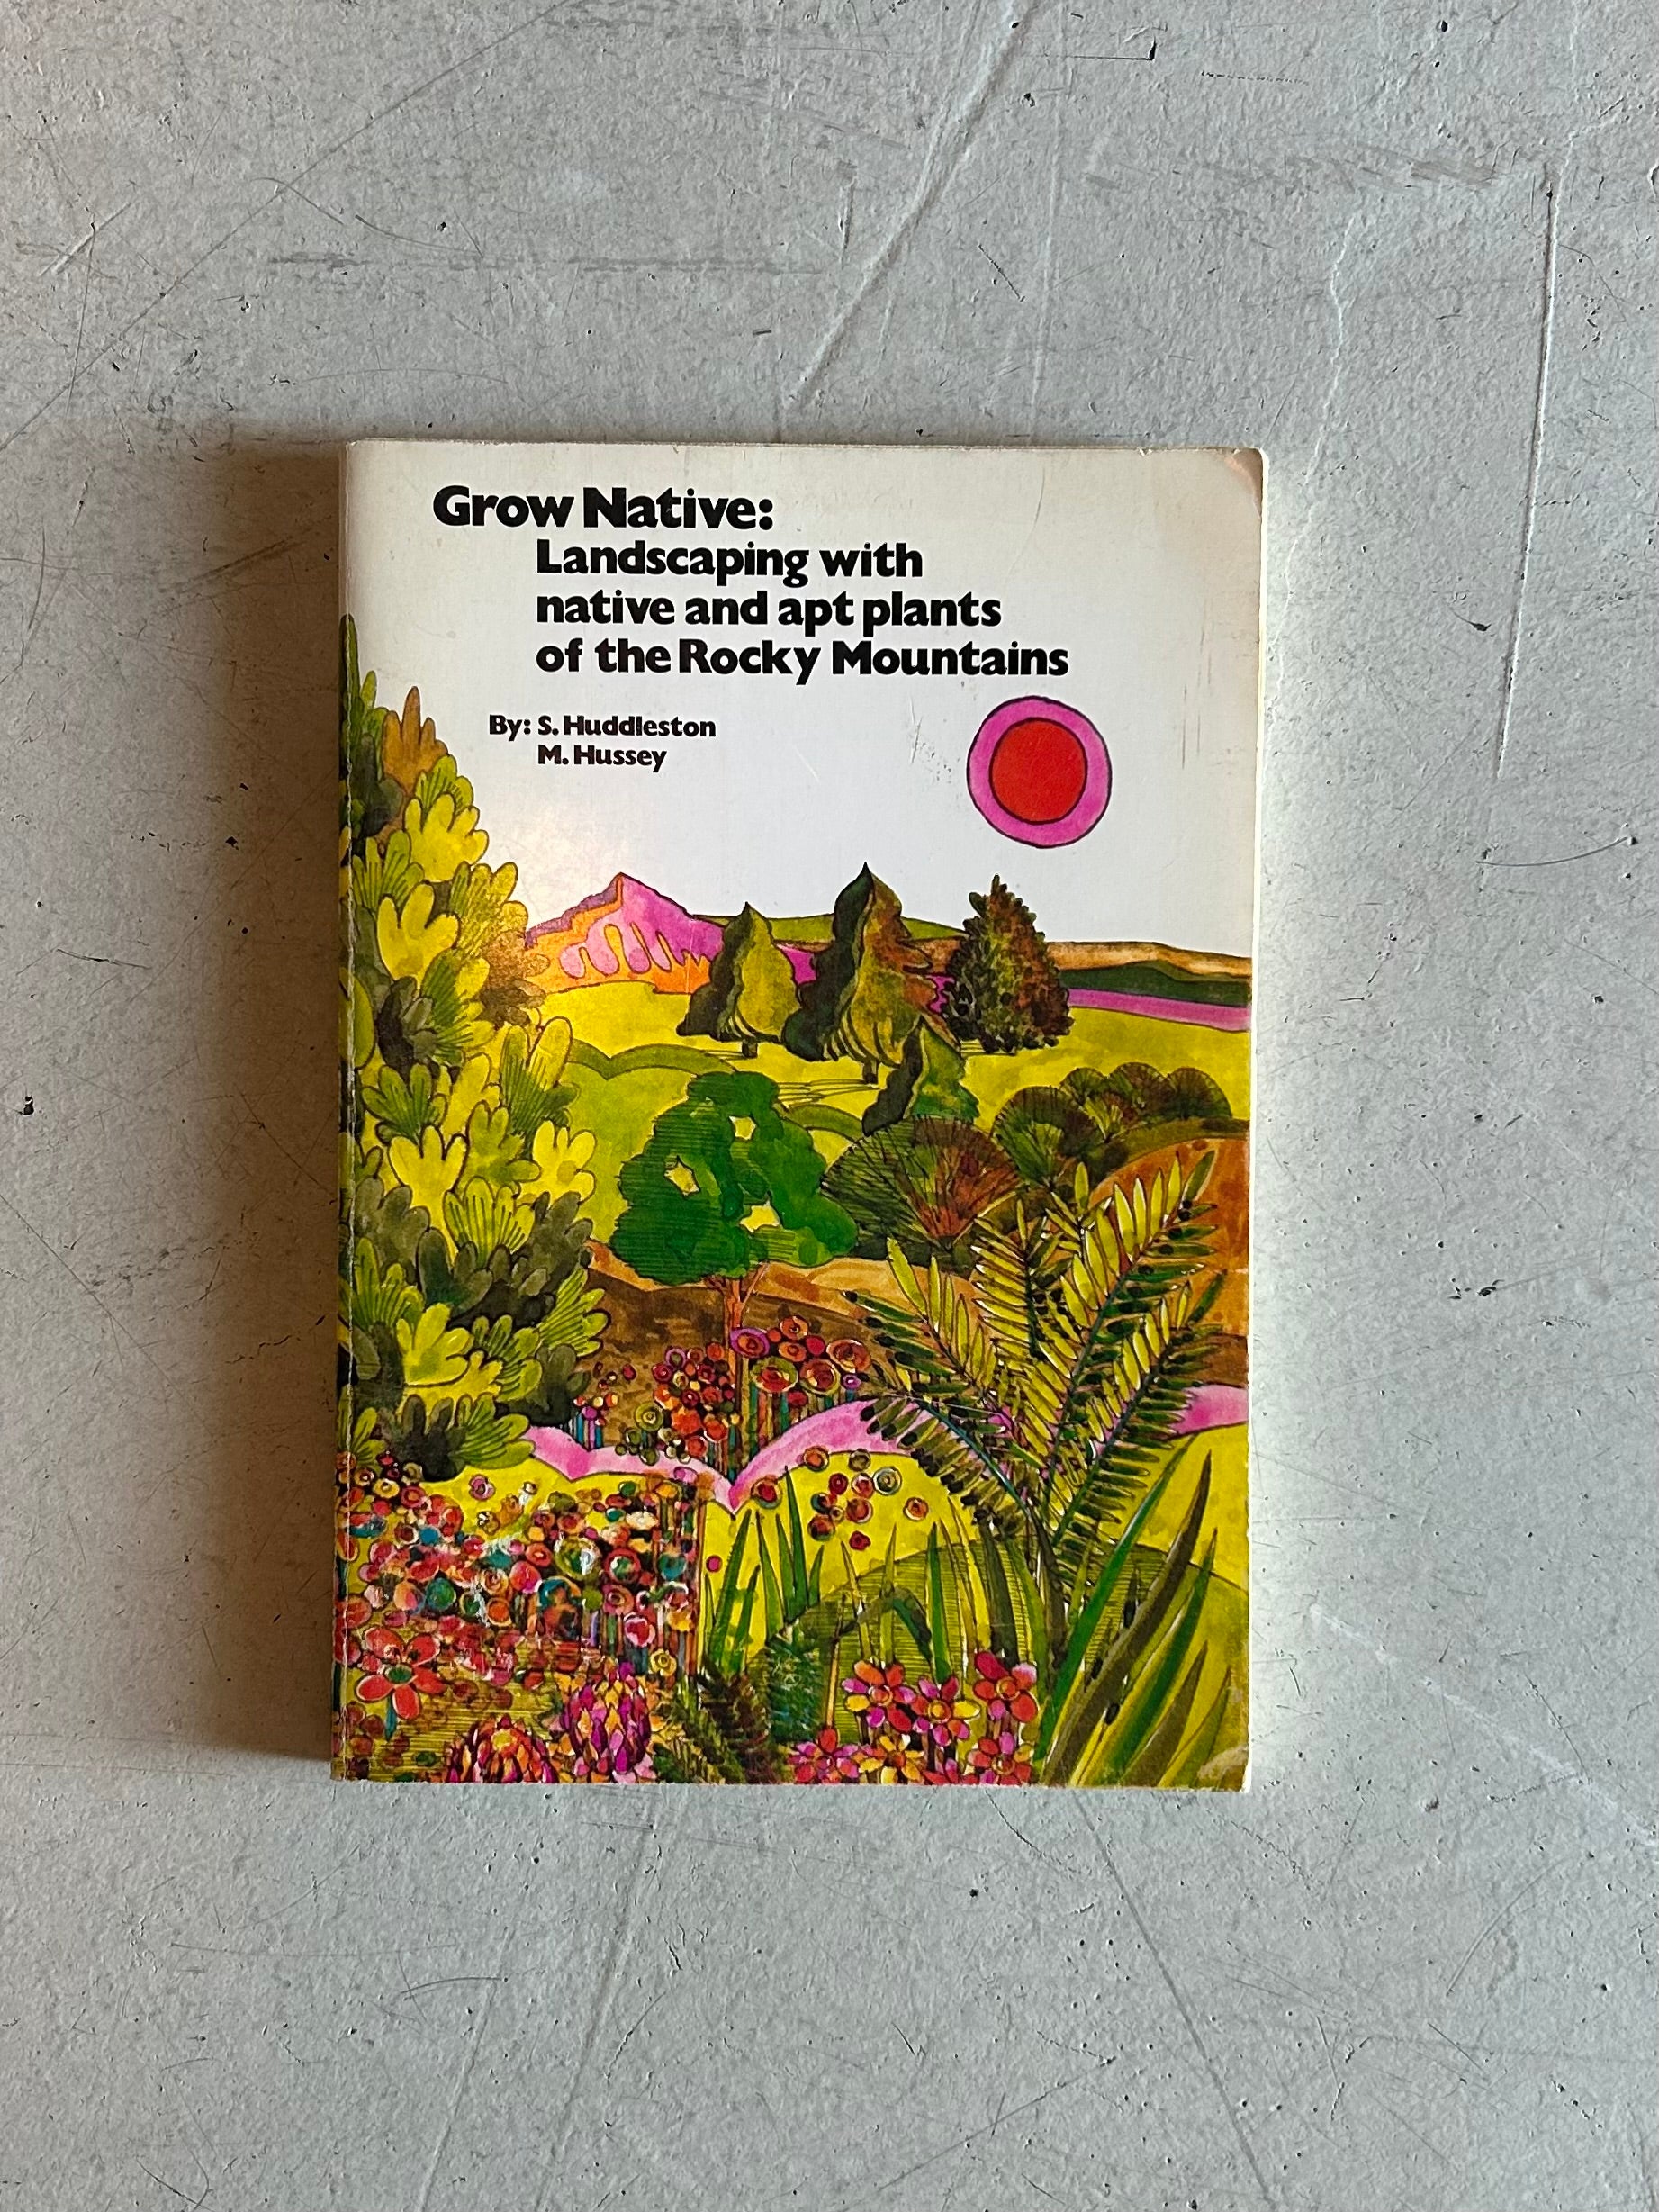 Grow Native:
Landscaping with
native and apt plants
of the Rocky Mountains
By: S. Huddleston
M. Hussey